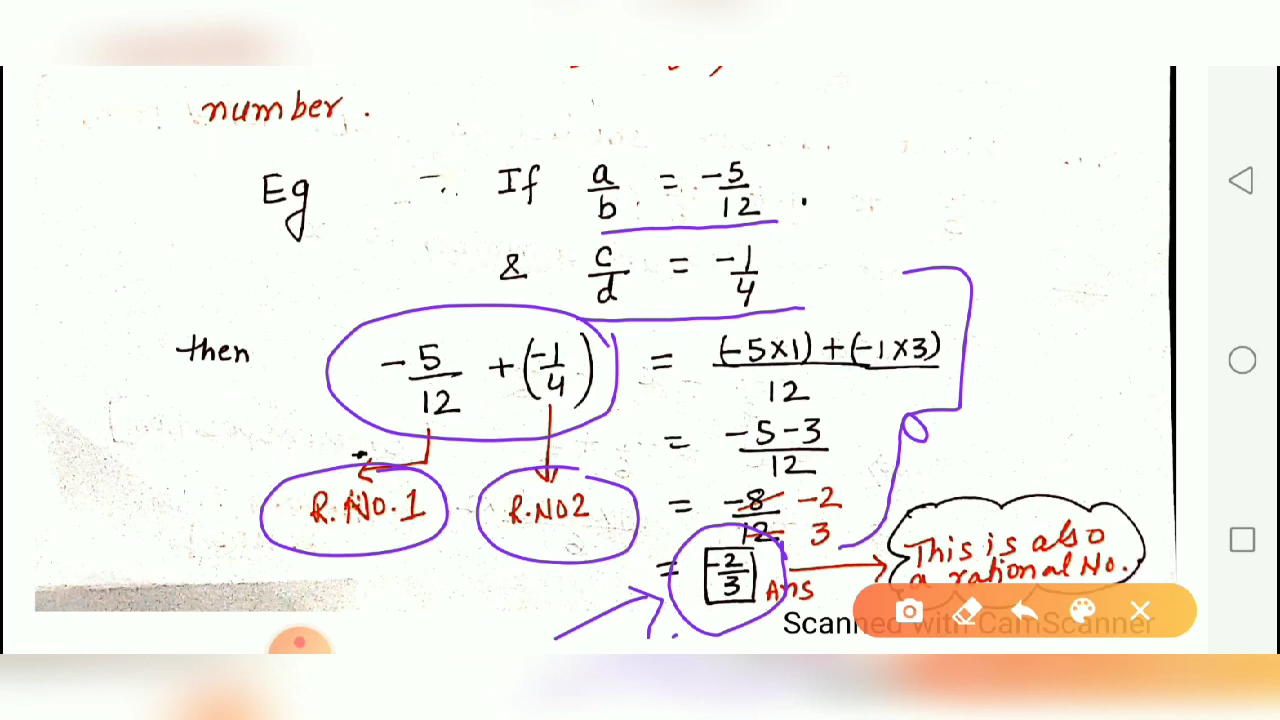 number.
Eg ∵ If a/b = -5/12.
& c/d = -1/4
then -5/12 + (-1/4) = (-5×1)+(-1×3)/12
= -5-3/12
R.No.1 R.NO2 = -8/12 -2/3
= -2/3 Ans
This is also
a rational No.
Scanned with CamScanner